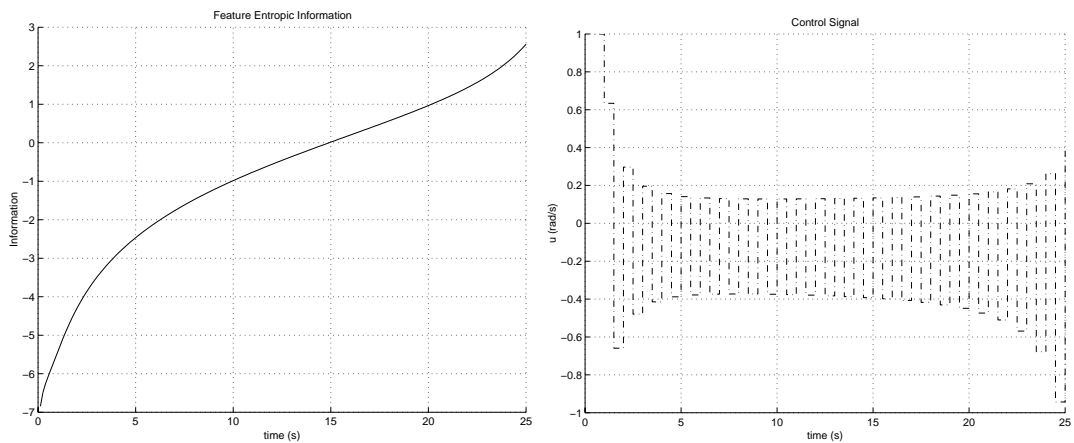 Feature Entropic Information
3
2
1
0
−1
−2
−3
−4
−5
−6
−7
Information
0 5 10 15 20 25
time (s)
Control Signal
1
0.8
0.6
0.4
0.2
0
−0.2
−0.4
−0.6
−0.8
−1
u (rad/s)
0 5 10 15 20 25
time (s)